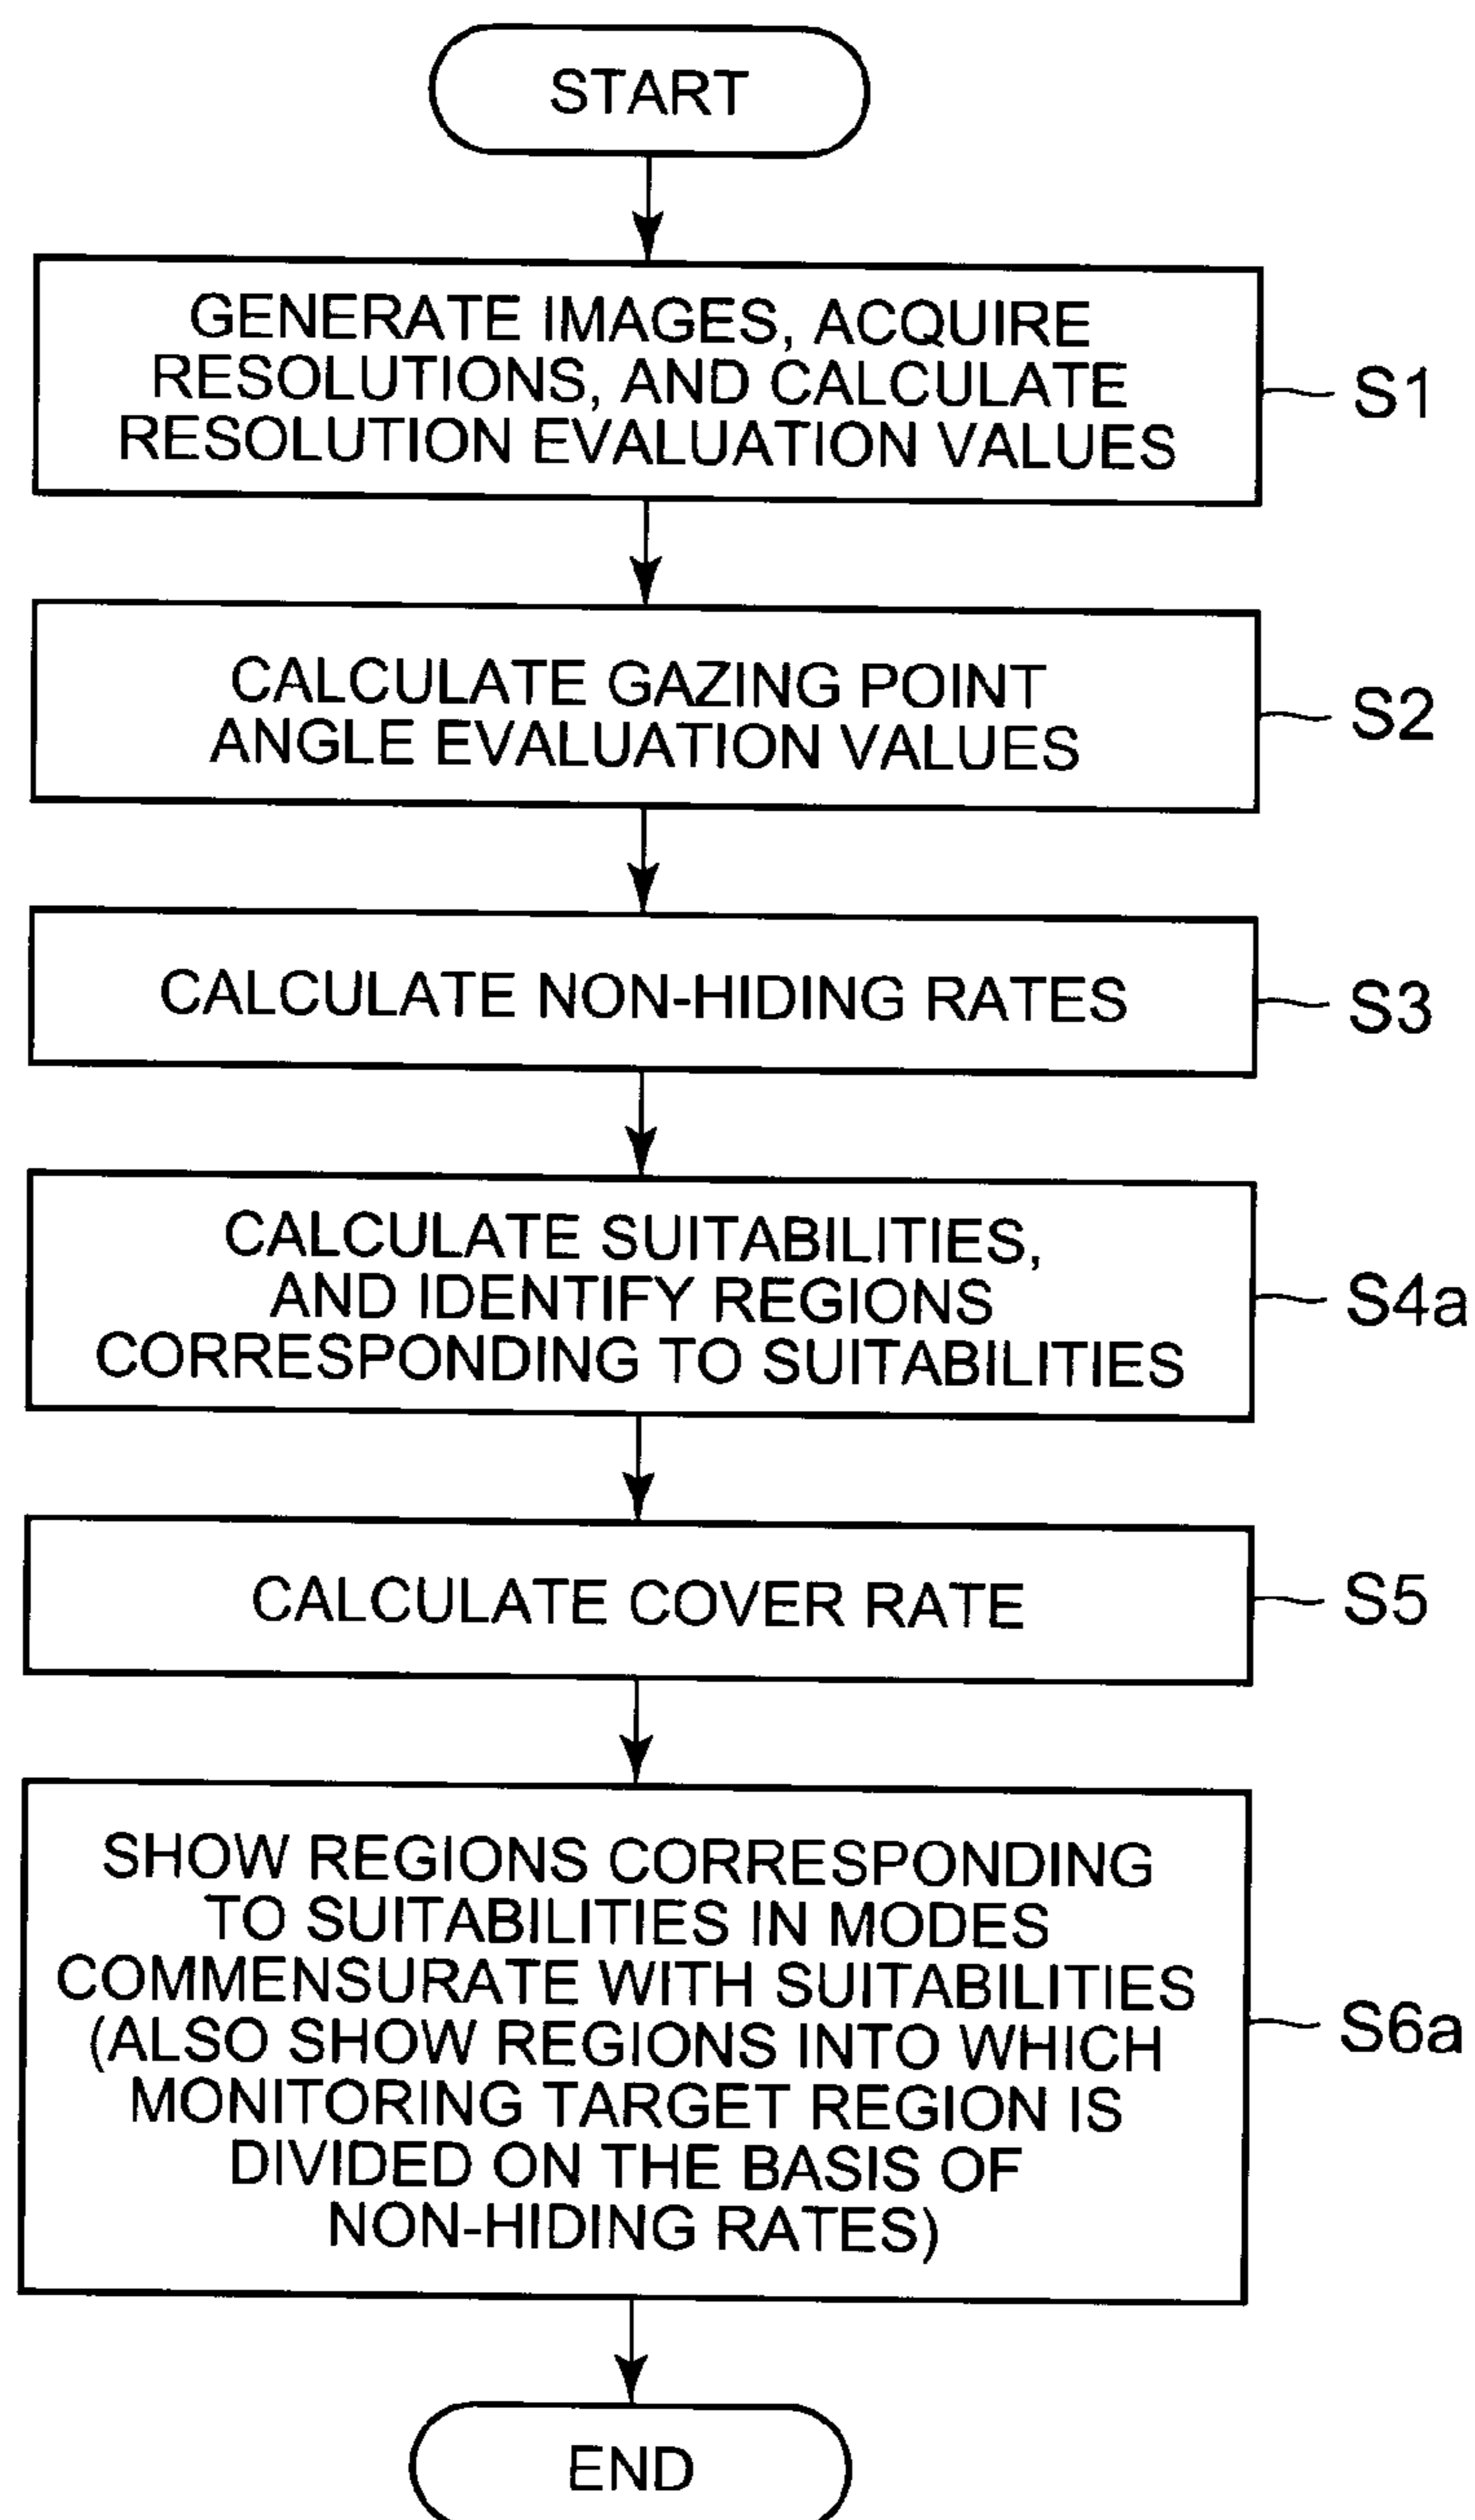 START
GENERATE IMAGES, ACQUIRE
RESOLUTIONS, AND CALCULATE
RESOLUTION EVALUATION VALUES
S1
CALCULATE GAZING POINT
ANGLE EVALUATION VALUES
S2
CALCULATE NON-HIDING RATES
S3
CALCULATE SUITABILITIES,
AND IDENTIFY REGIONS
CORRESPONDING TO SUITABILITIES
S4a
CALCULATE COVER RATE
S5
SHOW REGIONS CORRESPONDING
TO SUITABILITIES IN MODES
COMMENSURATE WITH SUITABILITIES
(ALSO SHOW REGIONS INTO WHICH
MONITORING TARGET REGION IS
DIVIDED ON THE BASIS OF
NON-HIDING RATES)
S6a
END